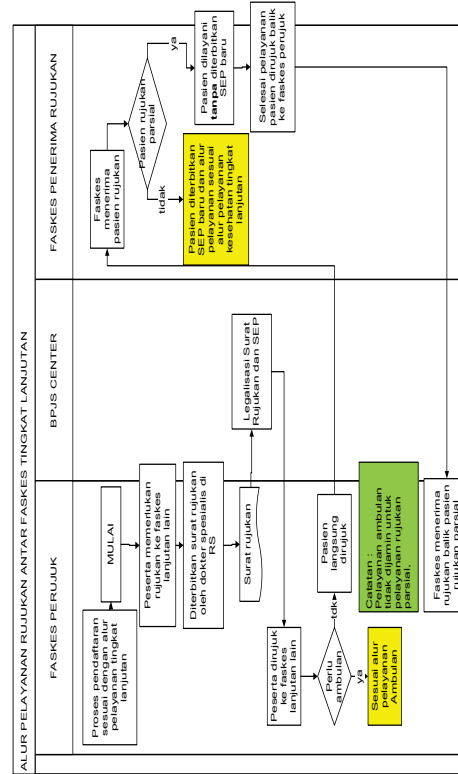 ALUR PELAYANAN RUJUKAN ANTAR FASKES TINGKAT LANJUTAN
FASKES PERUJUK
BPJS CENTER
FASKES PENERIMA RUJUKAN
Proses pendaftaran
sesuai dengan alur
pelayanan tingkat
lanjutan
MULAI
Peserta memerlukan
rujukan ke faskes
lanjutan lain
Diterbitkan surat rujukan
oleh dokter spesialis di
RS
Surat rujukan
Legalisasi Surat
Rujukan dan SEP
Peserta dirujuk
ke faskes
lanjutan lain
Perlu
ambulan
ya
Sesuai alur
pelayanan
Ambulan
tdk
Pasien
langsung
dirujuk
Catatan :
Pelayanan ambulan
tidak dijamin untuk
pelayanan rujukan
parsial.
Faskes
menerima
pasien rujukan
Pasien rujukan
parsial
tidak
Pasien diterbitkan
SEP baru dan alur
pelayanan sesuai
alur pelayanan
kesehatan tingkat
lanjutan
ya
Pasien dilayani
tanpa diterbitkan
SEP baru
Selesai pelayanan
pasien dirujuk balik
ke faskes perujuk
Faskes menerima
rujukan balik pasien
rujukan parsial